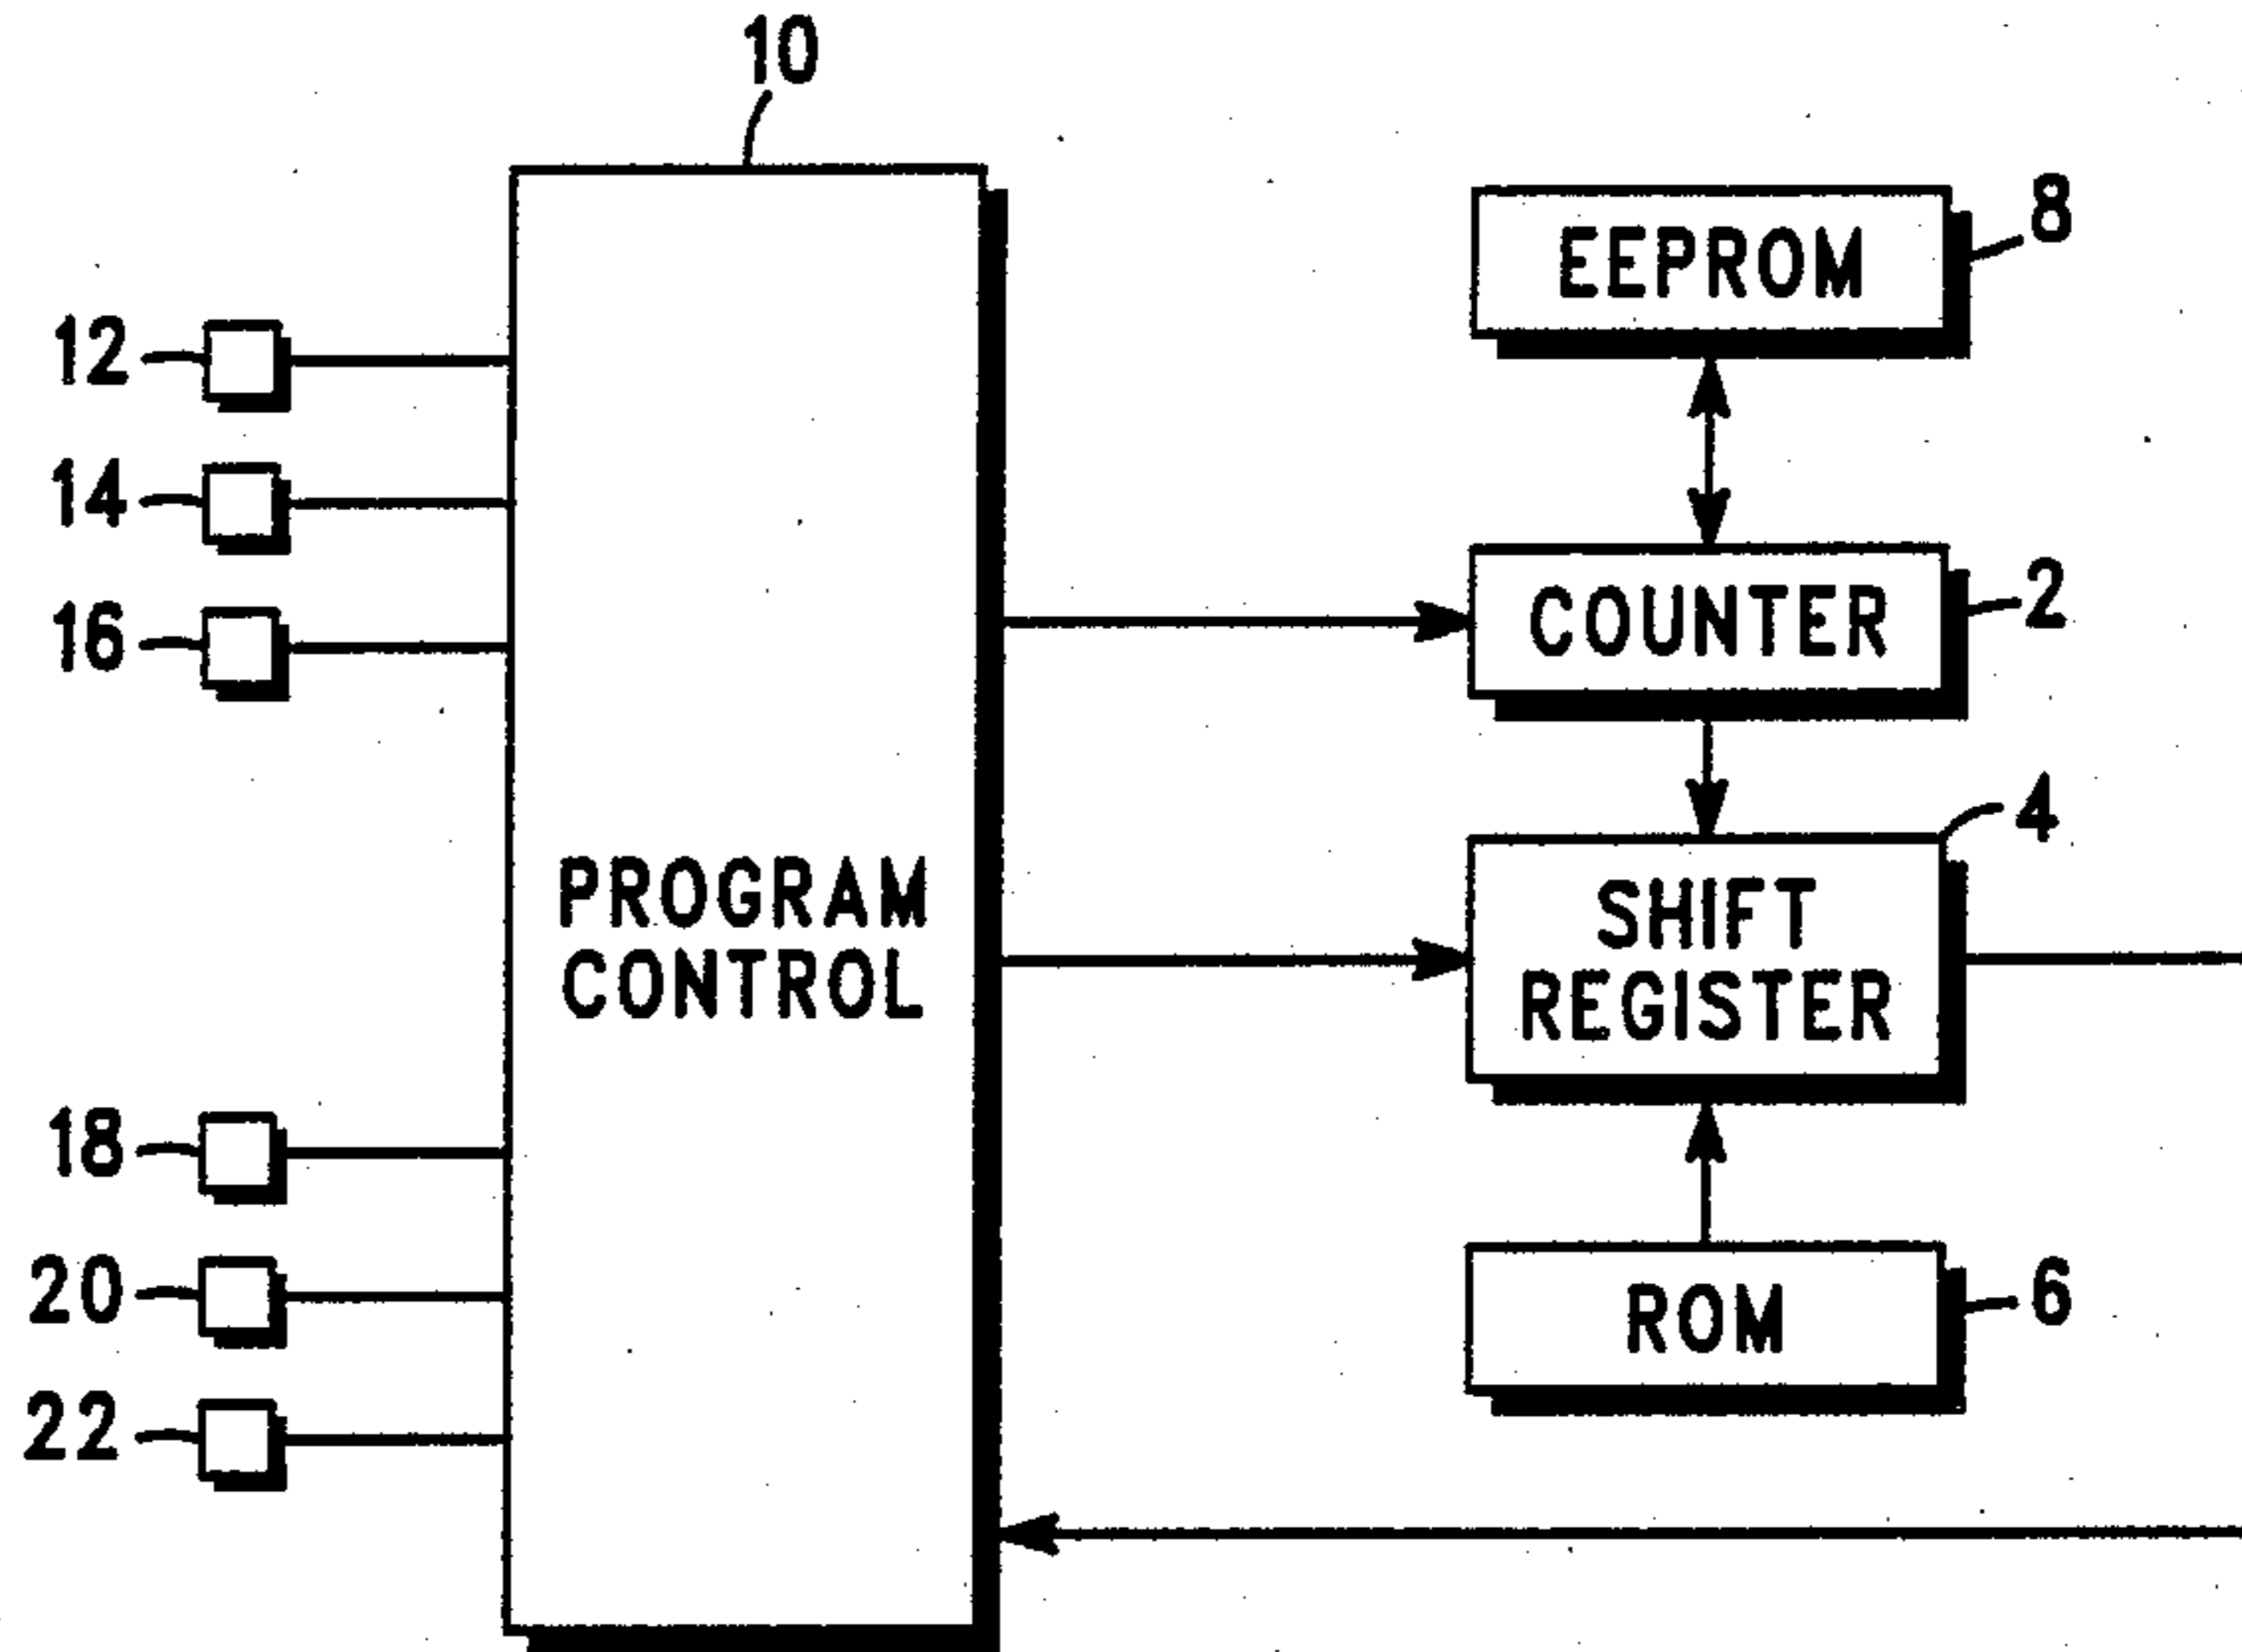 10
EEPROM
8
12
14
16
COUNTER
2
PROGRAM
CONTROL
SHIFT
REGISTER
4
18
20
22
ROM
6